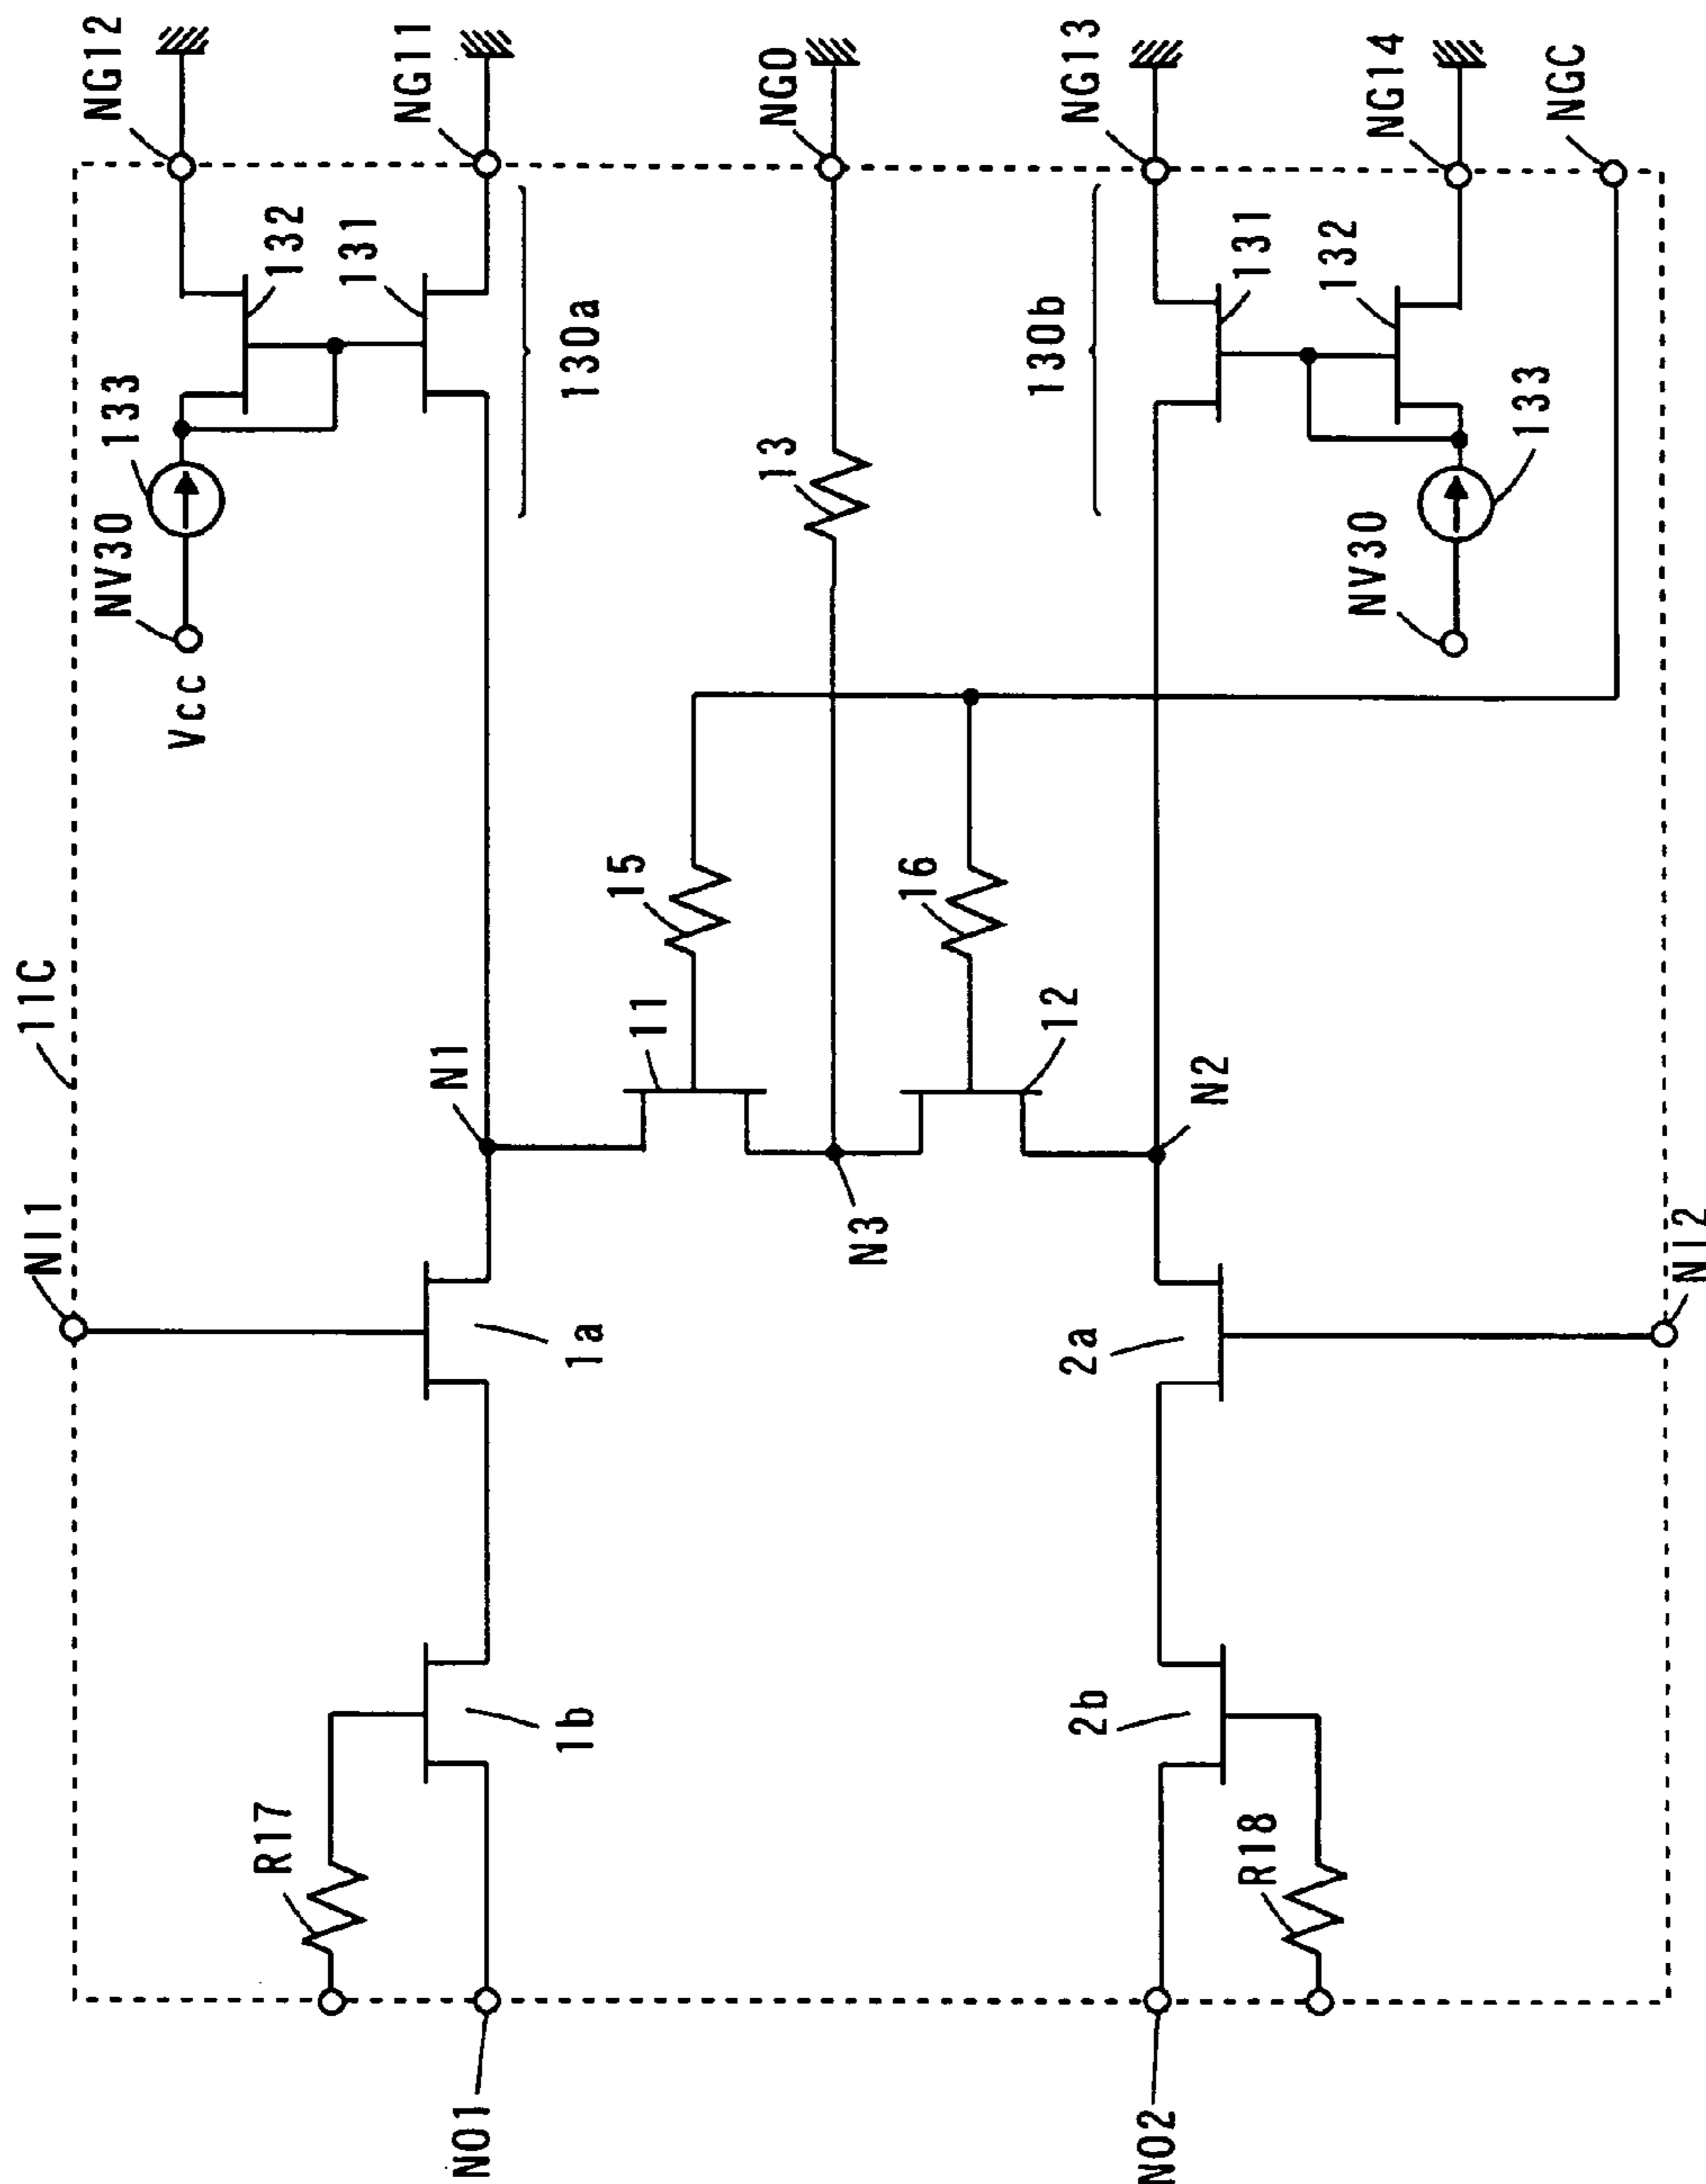 11C
NI1
NG12
NV30
133
Vcc
R17
132
131
NG11
N1
NO1
1b
1a
130a
15
11
13
NG0
N3
16
12
130b
2b
2a
NG13
NO2
N2
R18
131
132
NV30
NG14
133
NGC
NI2